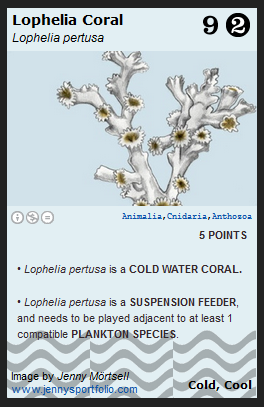 Lophelia Coral
9 2
Lophelia pertusa
Animalia, Cnidaria, Anthozoa
5 POINTS
• Lophelia pertusa is a COLD WATER CORAL.
• Lophelia pertusa is a SUSPENSION FEEDER,
and needs to be played adjacent to at least 1
compatible PLANKTON SPECIES.
Image by Jenny Mörtsell
www.jennysportfolio.com
Cold, Cool